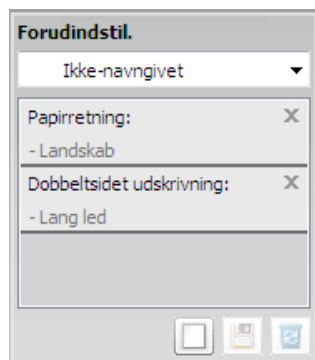 Forudindstil.
Ikke-navngivet
Papirretning:
- Landskab
Dobbeltsidet udskrivning:
- Lang led